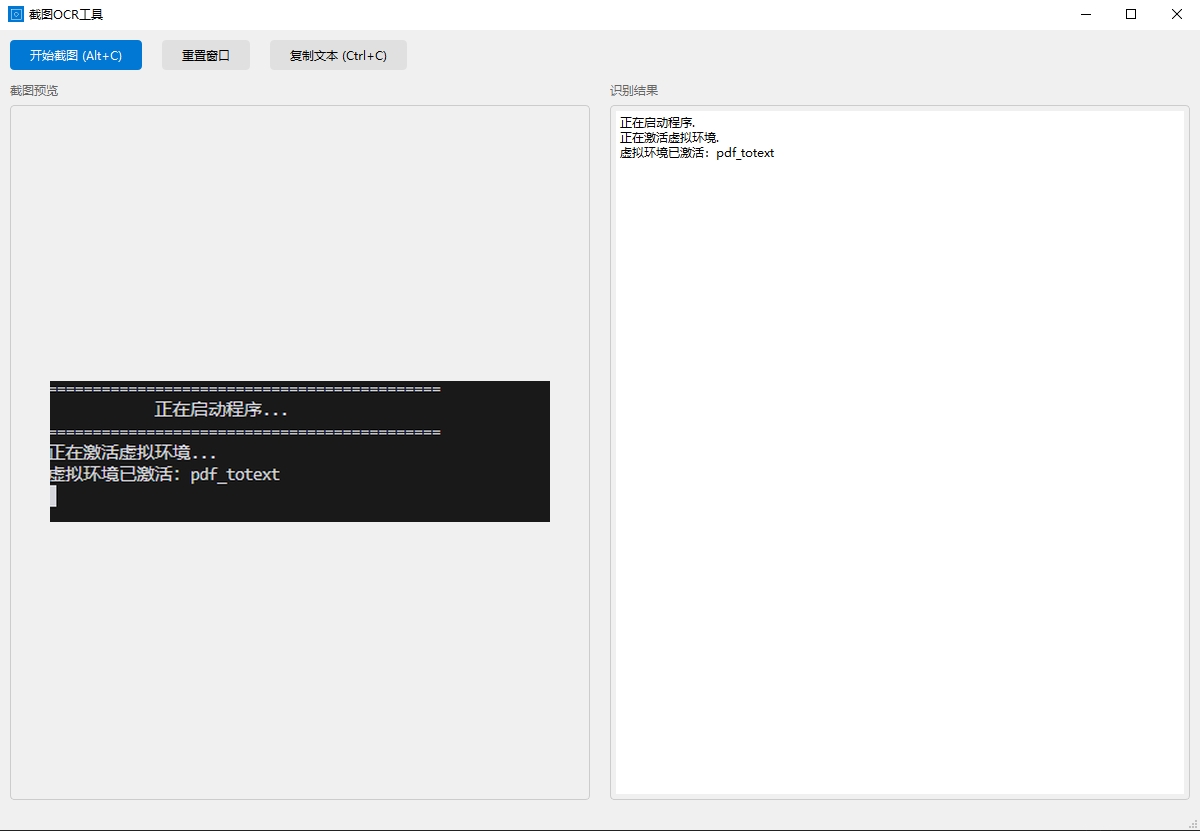 截图OCR工具
开始截图 (Alt+C)
重置窗口
复制文本 (Ctrl+C)
截图预览
识别结果
=============================================
正在启动程序...
=============================================
正在激活虚拟环境...
虚拟环境已激活：pdf_totext
正在启动程序.
正在激活虚拟环境.
虚拟环境已激活：pdf_totext